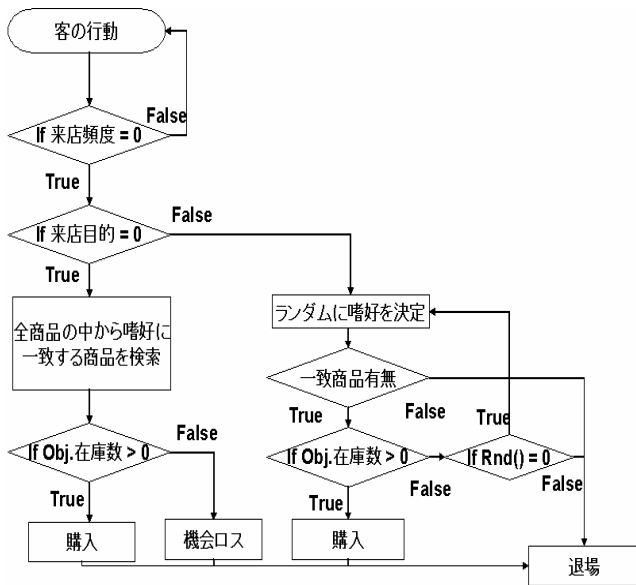 客の行動
False
If 来店頻度 = 0
True
False
If 来店目的 = 0
True
全商品の中から嗜好に
一致する商品を検索
ランダムに嗜好を決定
一致商品有無
True
False
True
False
If Obj.在庫数 > 0
If Obj.在庫数 > 0
If Rnd() = 0
True
True
False
False
購入
機会ロス
購入
退場